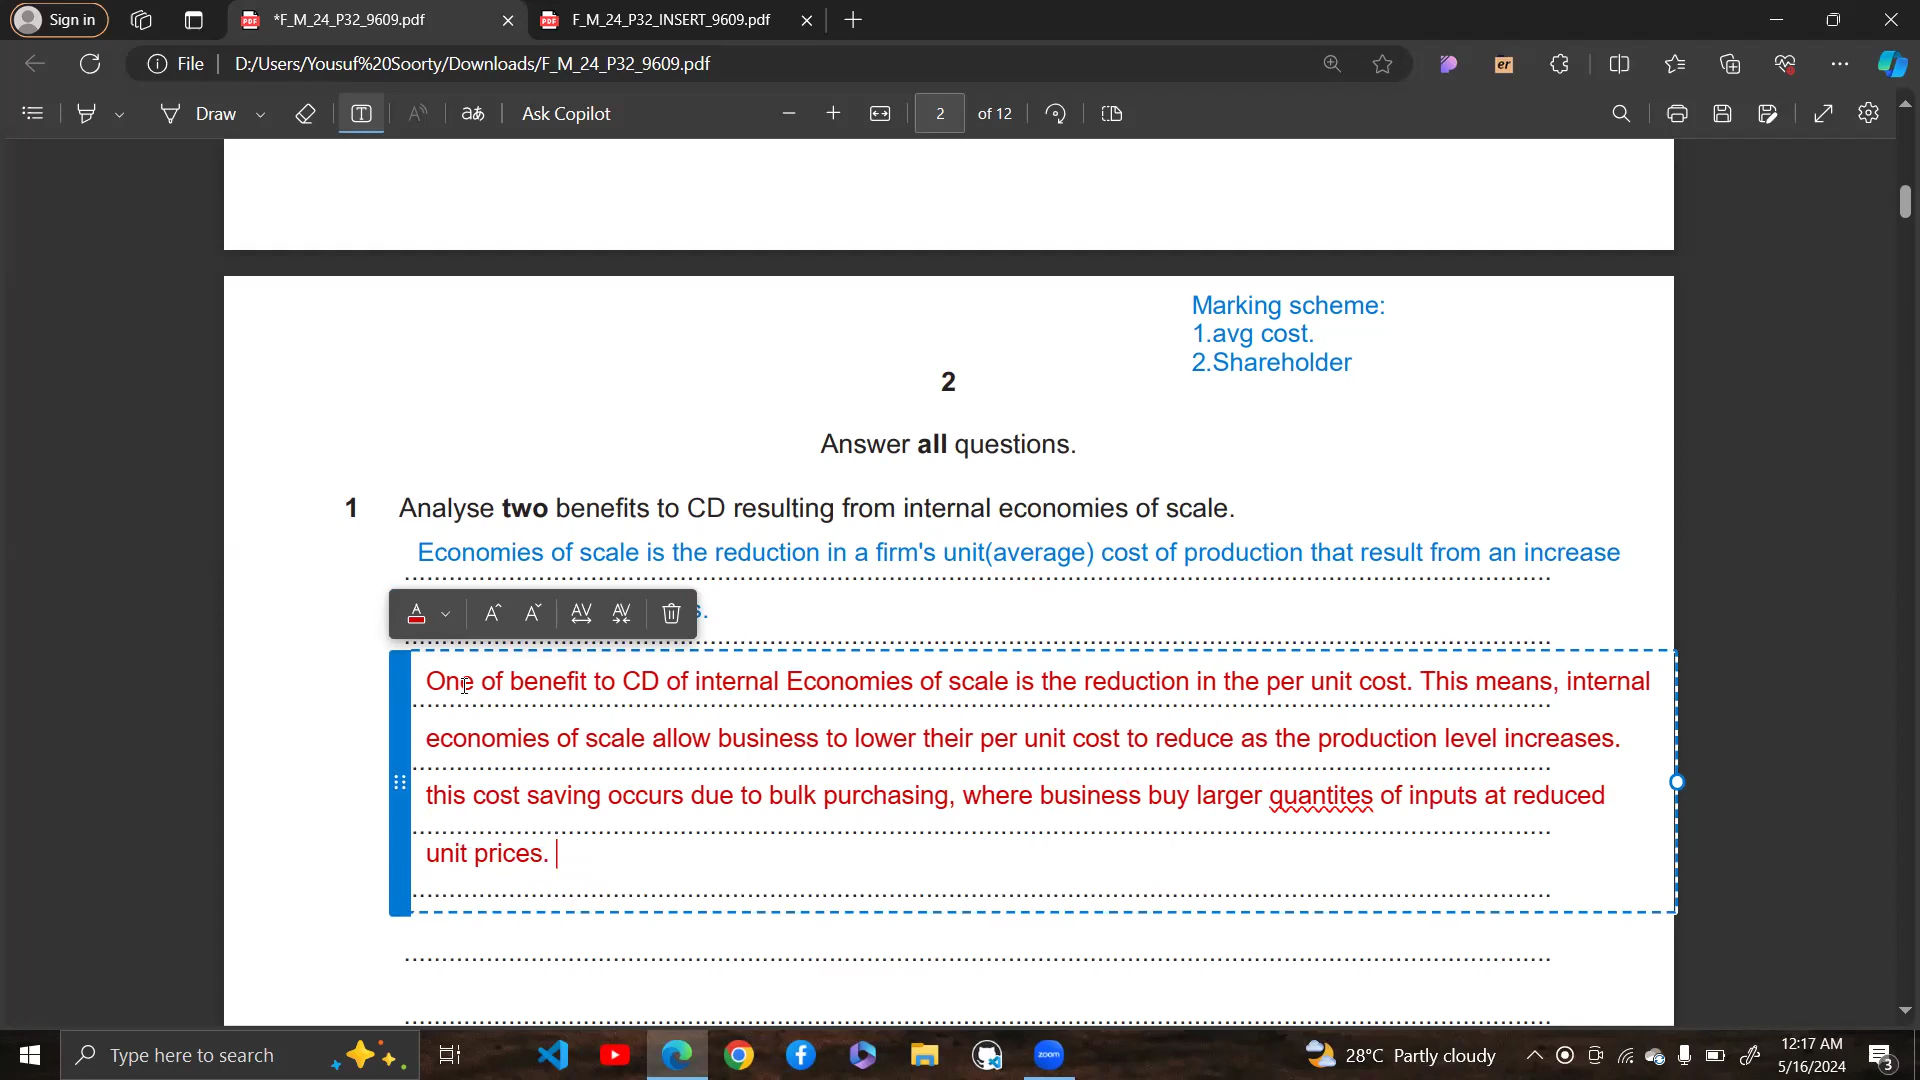 Sign in
*F_M_24_P32_9609.pdf
F_M_24_P32_INSERT_9609.pdf
File
D:/Users/Yousuf%20Soorty/Downloads/F_M_24_P32_9609.pdf
er
Draw
aあ
Ask Copilot
2
of 12
Marking scheme:
1.avg cost.
2.Shareholder
2
Answer all questions.
1 Analyse two benefits to CD resulting from internal economies of scale.
Economies of scale is the reduction in a firm's unit(average) cost of production that result from an increase
s.
One of benefit to CD of internal Economies of scale is the reduction in the per unit cost. This means, internal
economies of scale allow business to lower their per unit cost to reduce as the production level increases.
this cost saving occurs due to bulk purchasing, where business buy larger quantites of inputs at reduced
unit prices.
Type here to search
zoom
28°C Partly cloudy
12:17 AM
5/16/2024
3